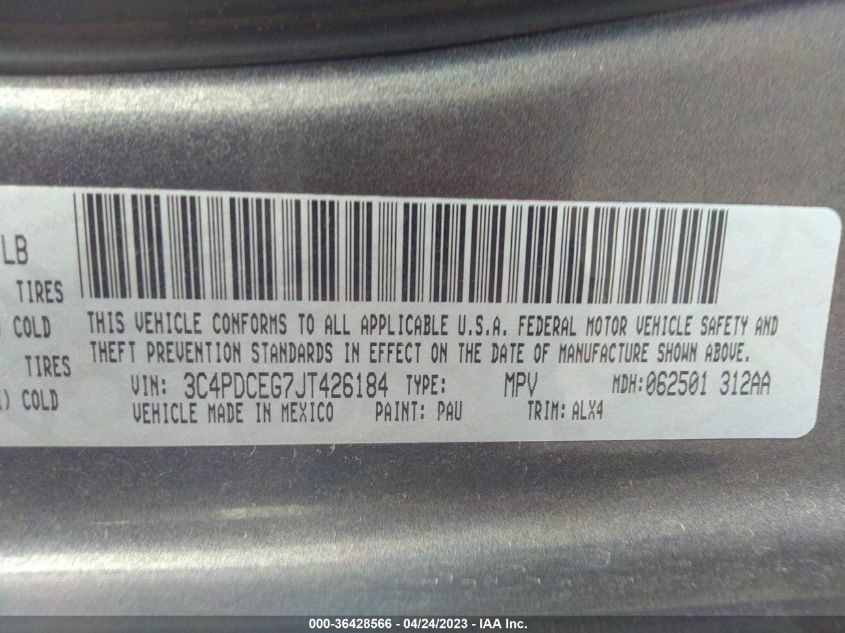 LB
TIRES
) COLD
TIRES
) COLD
THIS VEHICLE CONFORMS TO ALL APPLICABLE U.S.A. FEDERAL MOTOR VEHICLE SAFETY AND
THEFT PREVENTION STANDARDS IN EFFECT ON THE DATE OF MANUFACTURE SHOWN ABOVE.
VIN: 3C4PDCEG7JT426184 TYPE: MPV MDH:062501 312AA
VEHICLE MADE IN MEXICO PAINT: PAU TRIM: ALX4
000-36428566 - 04/24/2023 - IAA Inc.